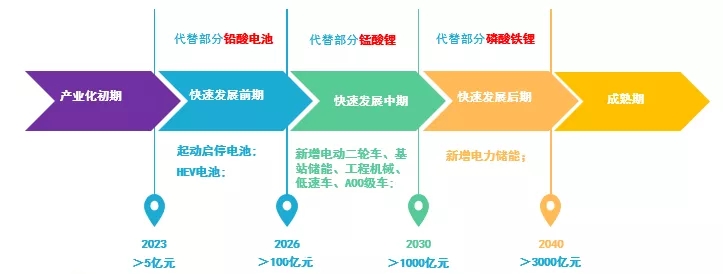 代替部分铅酸电池
代替部分锰酸锂
代替部分磷酸铁锂
产业化初期
快速发展前期
快速发展中期
快速发展后期
成熟期
起动启停电池；
HEV电池；
新增电动二轮车、基
站储能、工程机械、
低速车、A00级车；
新增电力储能；
2023
＞5亿元
2026
＞100亿元
2030
＞1000亿元
2040
＞3000亿元